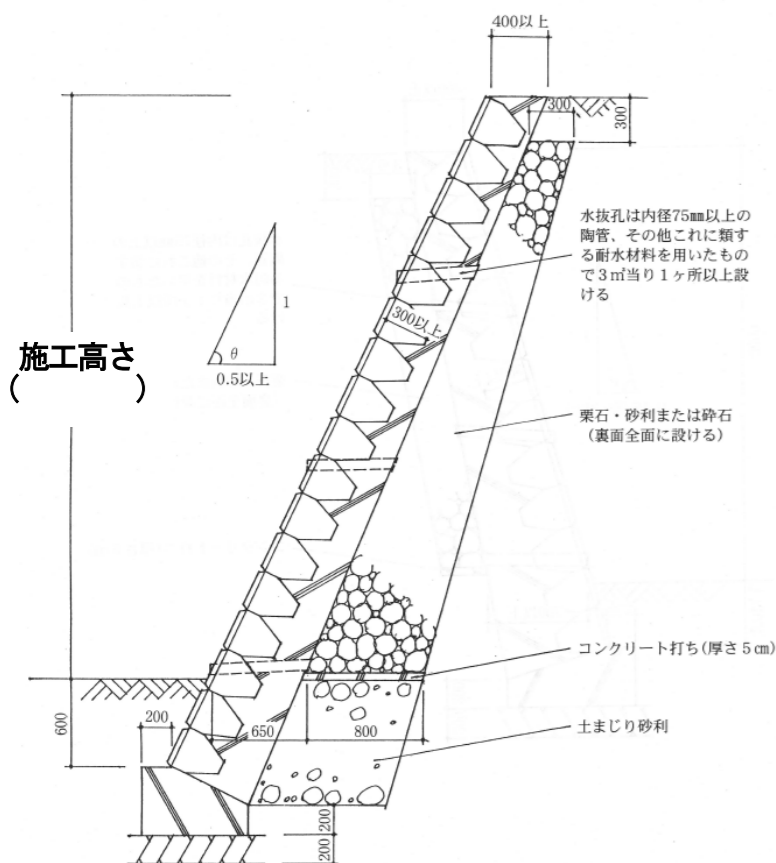 400以上
300
300
水抜孔は内径75㎜以上の
陶管、その他これに類す
る耐水材料を用いたもの
で３㎡当り１ヶ所以上設
ける
1
θ
0.5以上
300以上
施工高さ
(　　　)
栗石・砂利または砕石
（裏面全面に設ける）
コンクリート打ち(厚さ５㎝)
600
200
650
800
土まじり砂利
200
200